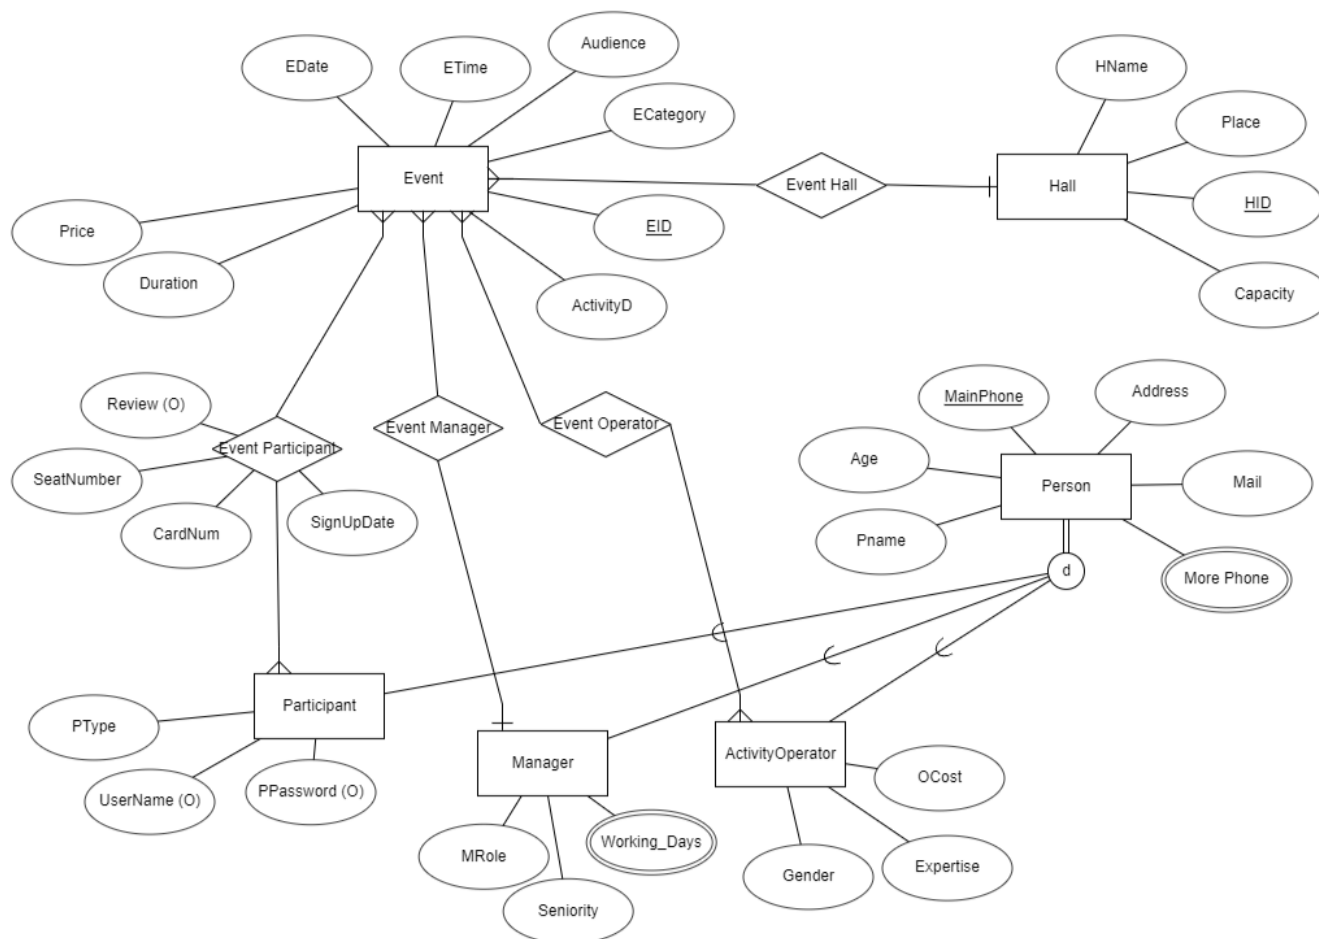 Audience
EDate
ETime
HName
ECategory
Place
Event
Event Hall
Hall
HID
EID
Price
Duration
ActivityD
Capacity
MainPhone
Address
Review (O)
Event Manager
Event Operator
Event Participant
Age
SeatNumber
Person
Mail
SignUpDate
CardNum
Pname
d
More Phone
Participant
PType
ActivityOperator
Manager
OCost
PPassword (O)
UserName (O)
Working_Days
MRole
Gender
Expertise
Seniority